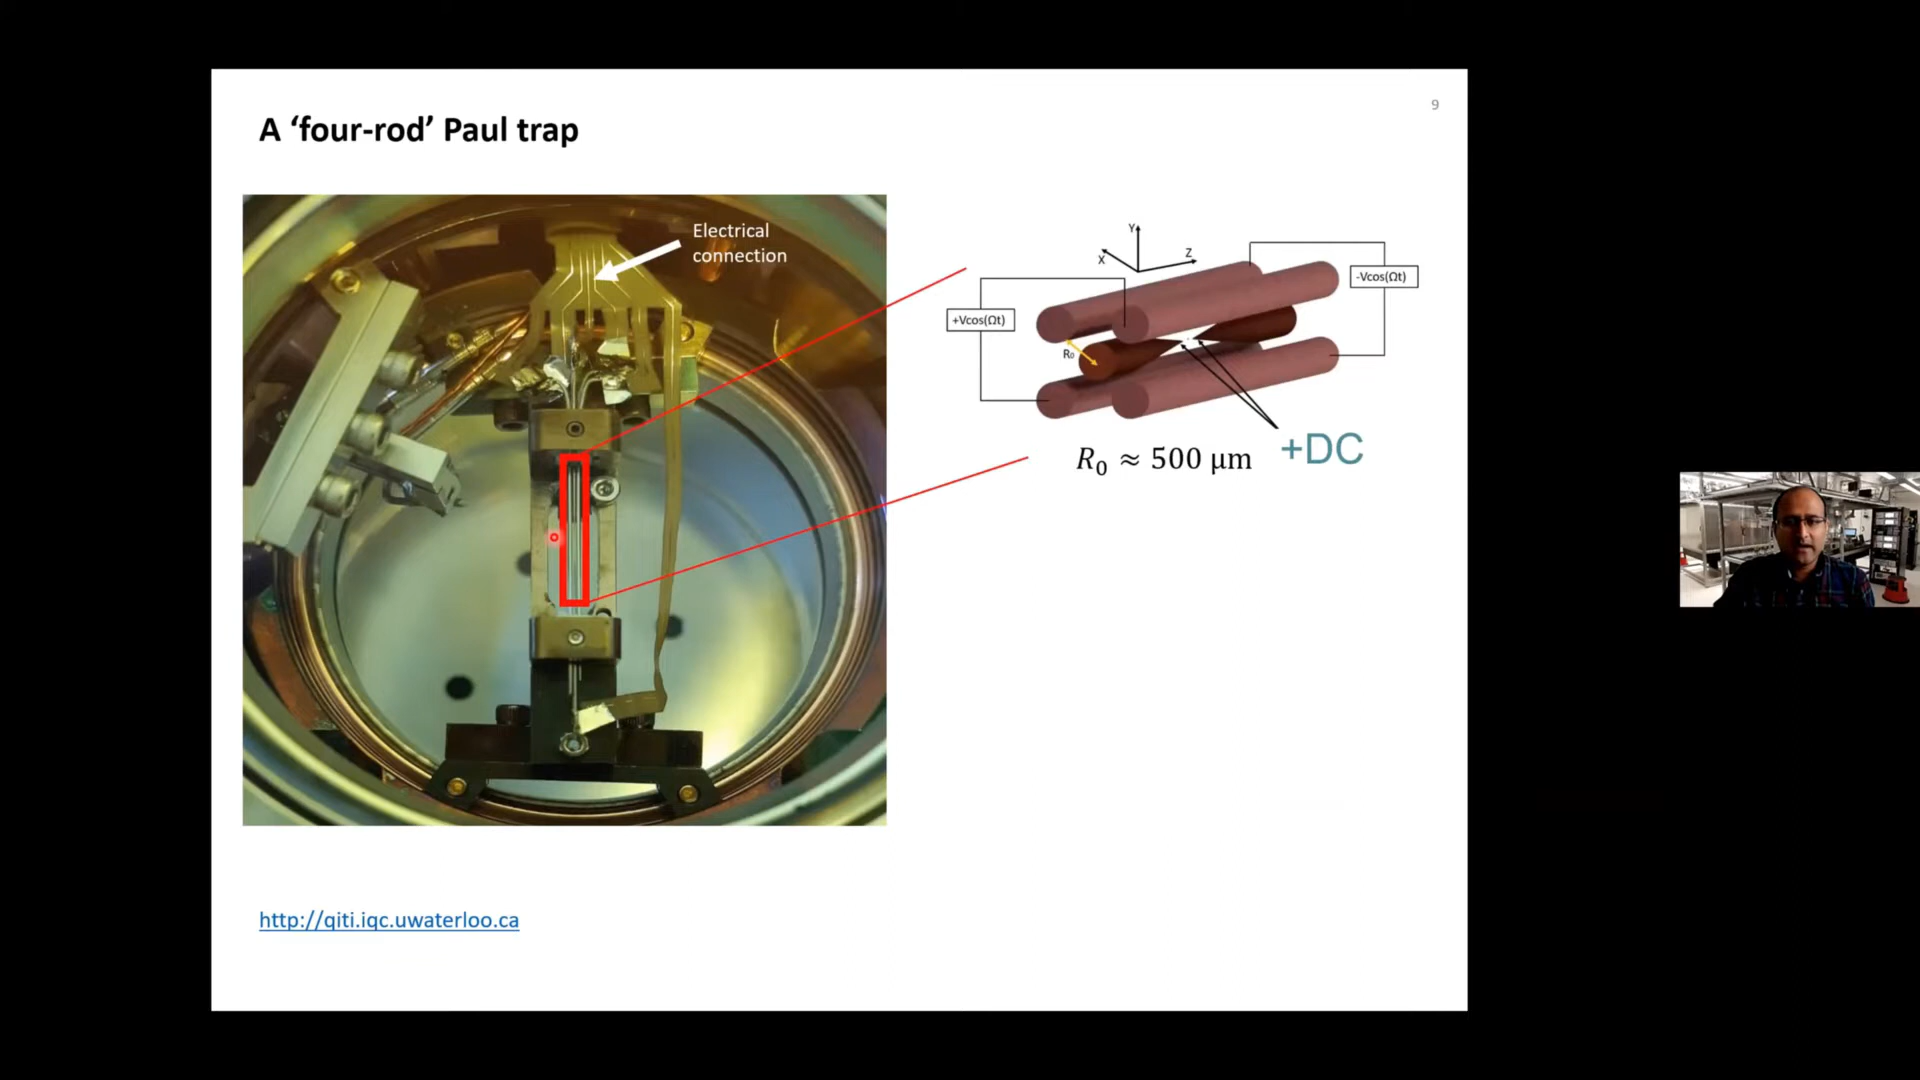 9
A ‘four-rod’ Paul trap
Electrical
connection
Y
X
Z
+Vcos(Ωt)
-Vcos(Ωt)
R₀
R₀ ≈ 500 μm
+DC
http://qiti.iqc.uwaterloo.ca